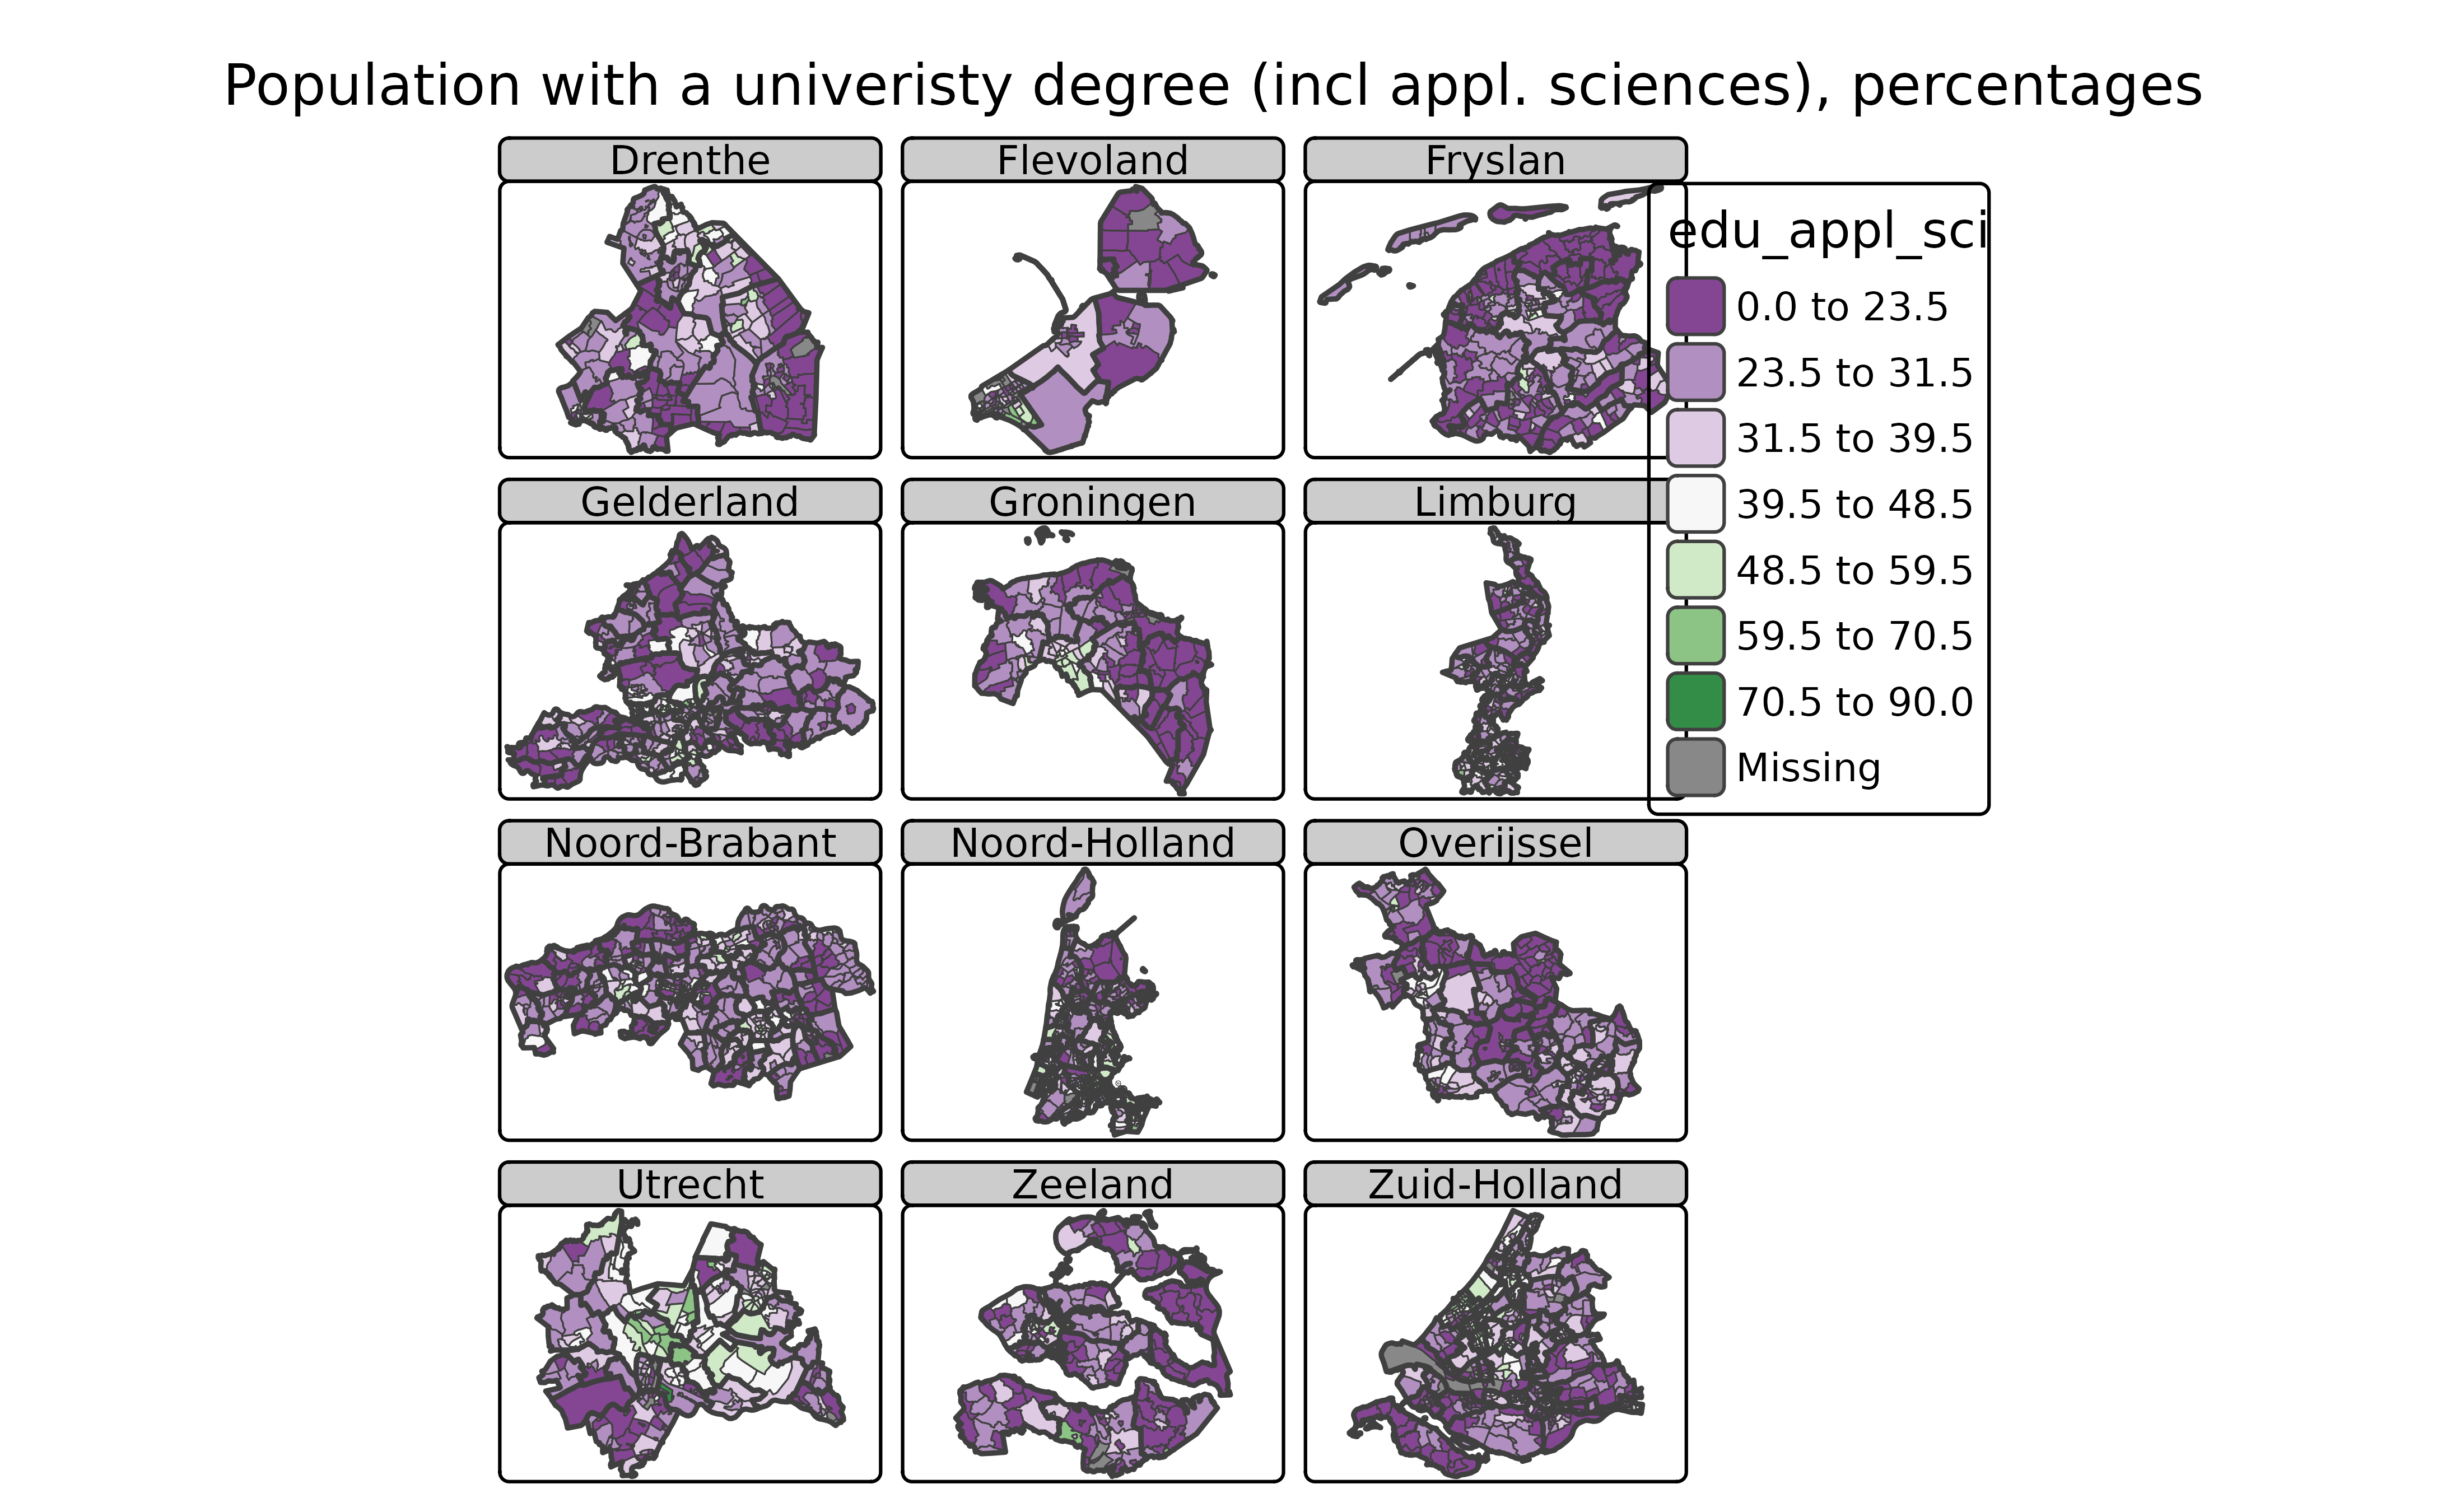 Population with a univeristy degree (incl appl. sciences), percentages
Drenthe
Flevoland
Fryslan
edu_appl_sci
0.0 to 23.5
23.5 to 31.5
31.5 to 39.5
39.5 to 48.5
48.5 to 59.5
59.5 to 70.5
70.5 to 90.0
Missing
Gelderland
Groningen
Limburg
Noord-Brabant
Noord-Holland
Overijssel
Utrecht
Zeeland
Zuid-Holland